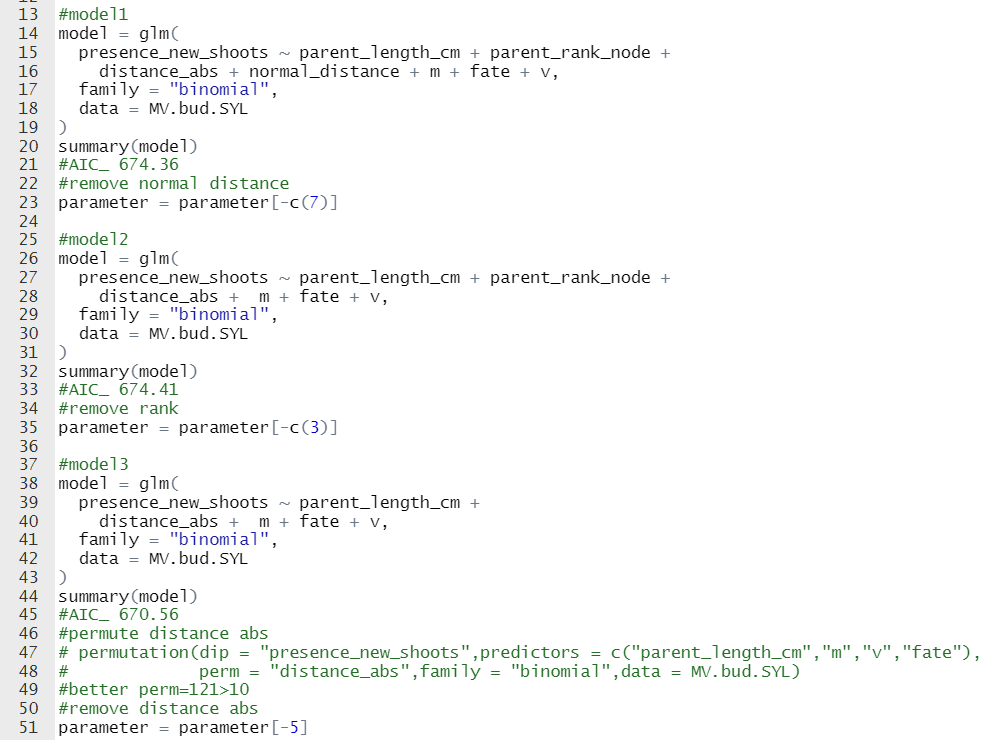 13 #model1
14 model = glm(
15   presence_new_shoots ~ parent_length_cm + parent_rank_node +
16     distance_abs + normal_distance + m + fate + v,
17   family = "binomial",
18   data = MV.bud.SYL
19 )
20 summary(model)
21 #AIC_ 674.36
22 #remove normal distance
23 parameter = parameter[-c(7)]
24
25 #model2
26 model = glm(
27   presence_new_shoots ~ parent_length_cm + parent_rank_node +
28     distance_abs +  m + fate + v,
29   family = "binomial",
30   data = MV.bud.SYL
31 )
32 summary(model)
33 #AIC_ 674.41
34 #remove rank
35 parameter = parameter[-c(3)]
36
37 #model3
38 model = glm(
39   presence_new_shoots ~ parent_length_cm +
40     distance_abs +  m + fate + v,
41   family = "binomial",
42   data = MV.bud.SYL
43 )
44 summary(model)
45 #AIC_ 670.56
46 #permute distance abs
47 # permutation(dip = "presence_new_shoots",predictors = c("parent_length_cm","m","v","fate"),
48 #             perm = "distance_abs",family = "binomial",data = MV.bud.SYL)
49 #better perm=121>10
50 #remove distance abs
51 parameter = parameter[-5]